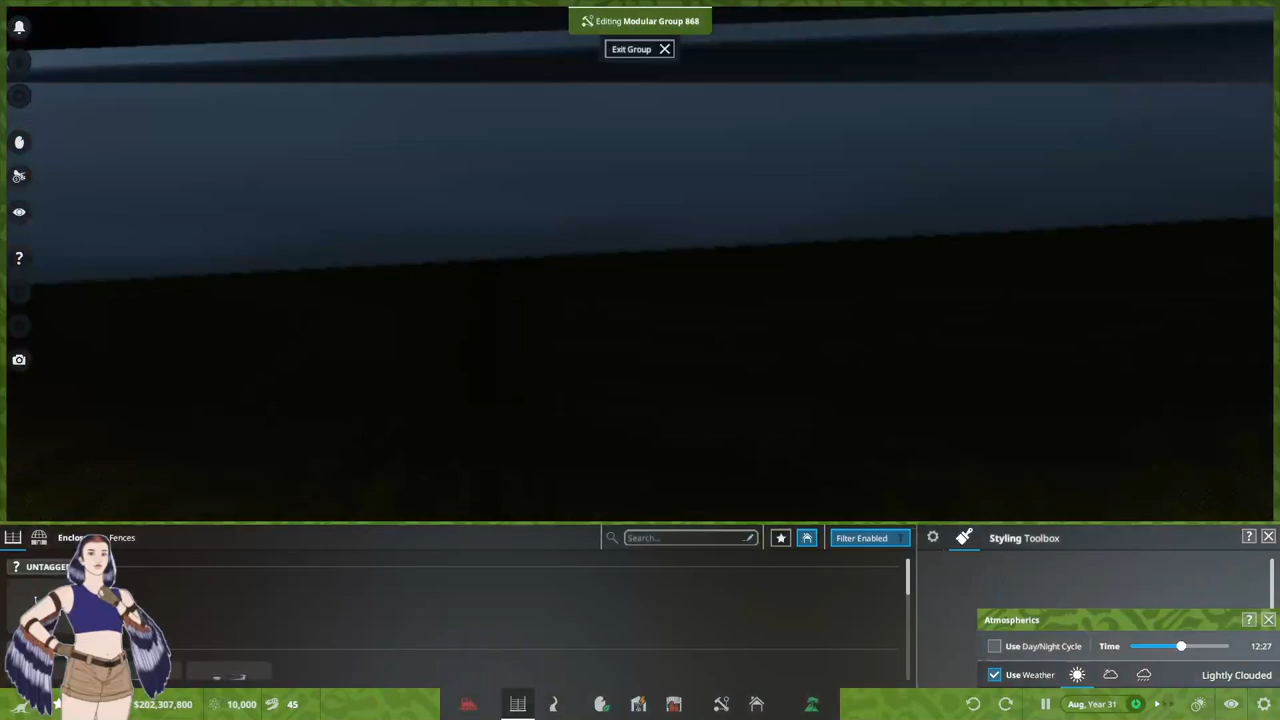 Editing Modular Group 868
Exit Group
?
Enclo
Fences
Search...
Filter Enabled
Styling Toolbox
?
? UNTAGGED
Atmospherics
?
Use Day/Night Cycle
Time
12:27
Use Weather
Lightly Clouded
$202,307,800
10,000
45
Aug, Year 31